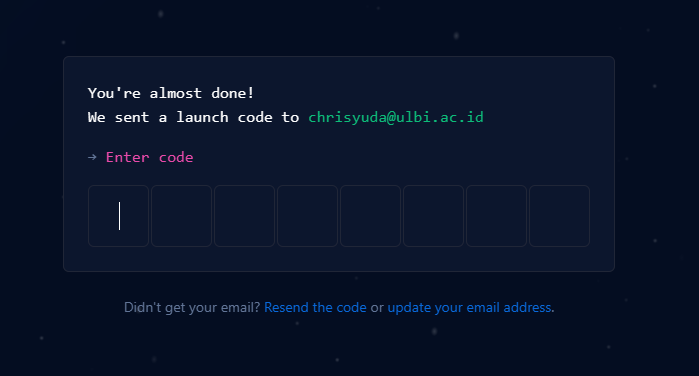 You're almost done!
We sent a launch code to chrisyuda@ulbi.ac.id
→ Enter code
Didn't get your email? Resend the code or update your email address.